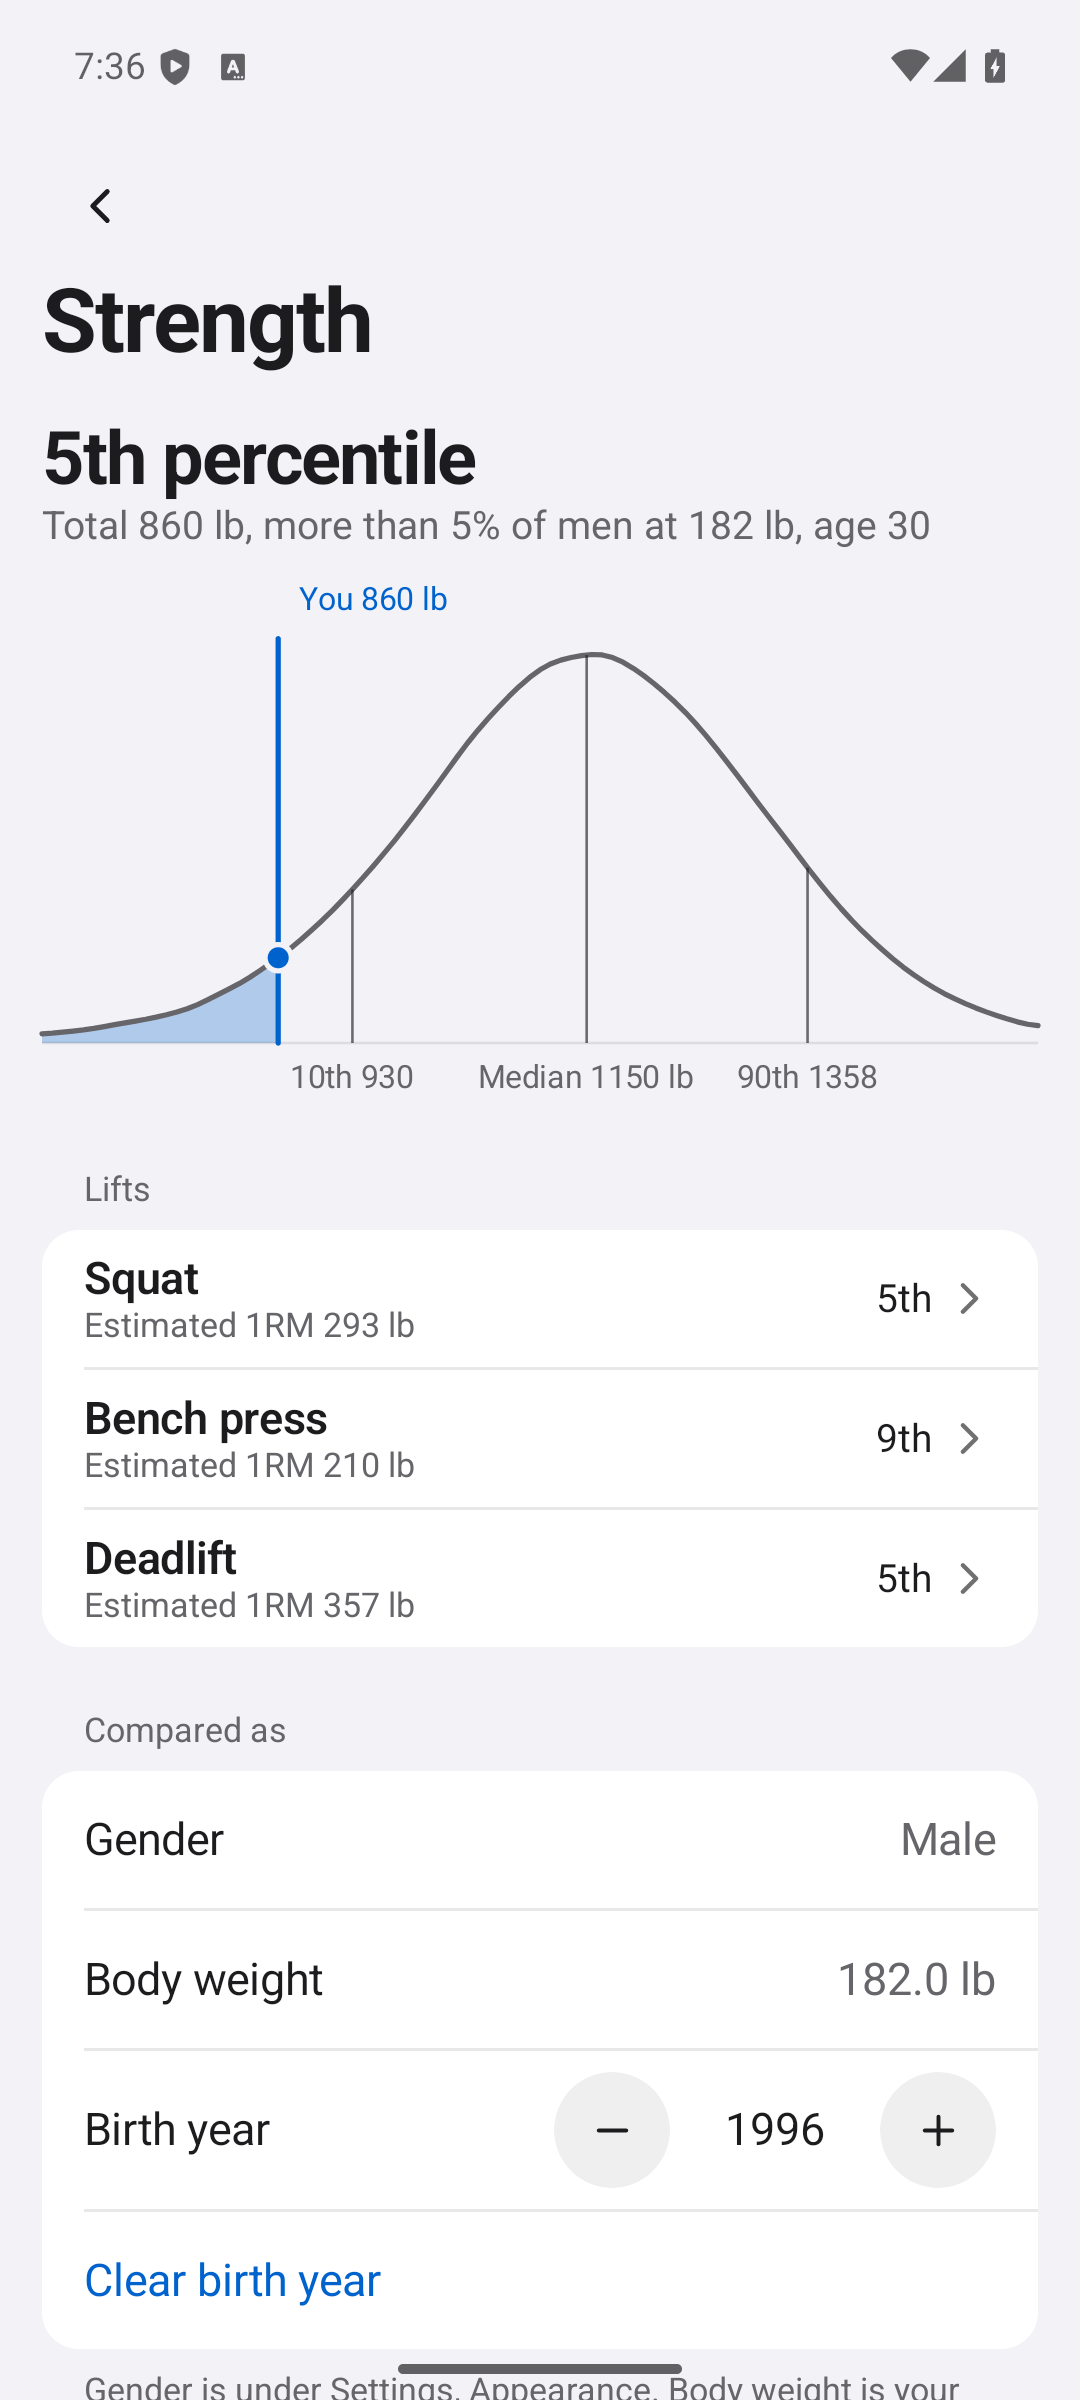 7:36
Strength
5th percentile
Total 860 lb, more than 5% of men at 182 lb, age 30
You 860 lb
10th 930
Median 1150 lb
90th 1358
Lifts
Squat
Estimated 1RM 293 lb
5th
Bench press
Estimated 1RM 210 lb
9th
Deadlift
Estimated 1RM 357 lb
5th
Compared as
Gender
Male
Body weight
182.0 lb
Birth year
1996
Clear birth year
Gender is under Settings, Appearance. Body weight is your